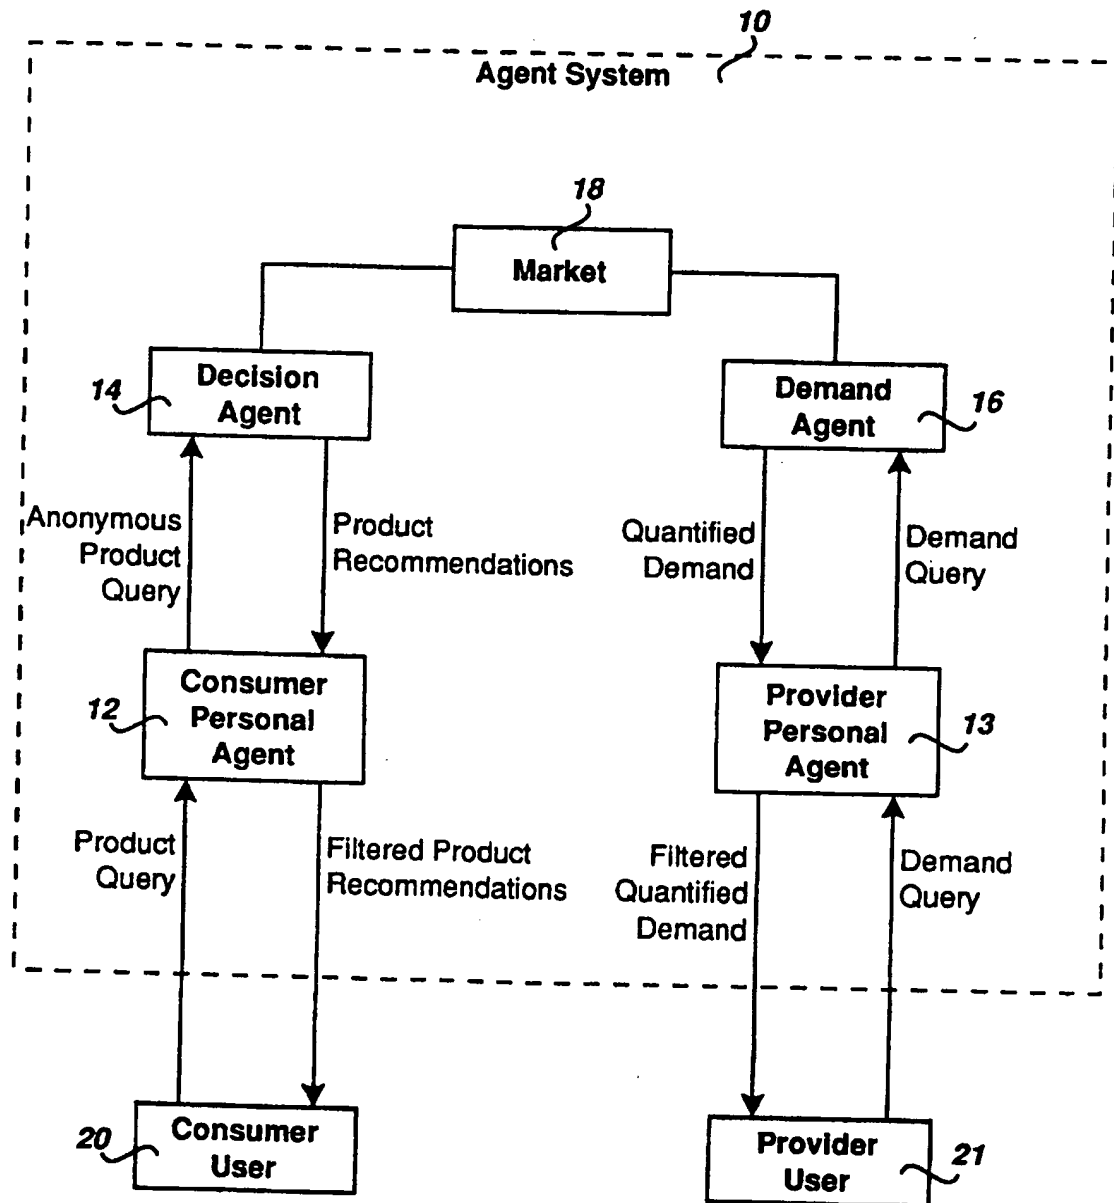 10
Agent System
18
Market
14
Decision
Agent
Demand
Agent
16
Anonymous
Product
Query
Product
Recommendations
Quantified
Demand
Demand
Query
12
Consumer
Personal
Agent
Provider
Personal
Agent
13
Product
Query
Filtered Product
Recommendations
Filtered
Quantified
Demand
Demand
Query
20
Consumer
User
Provider
User
21